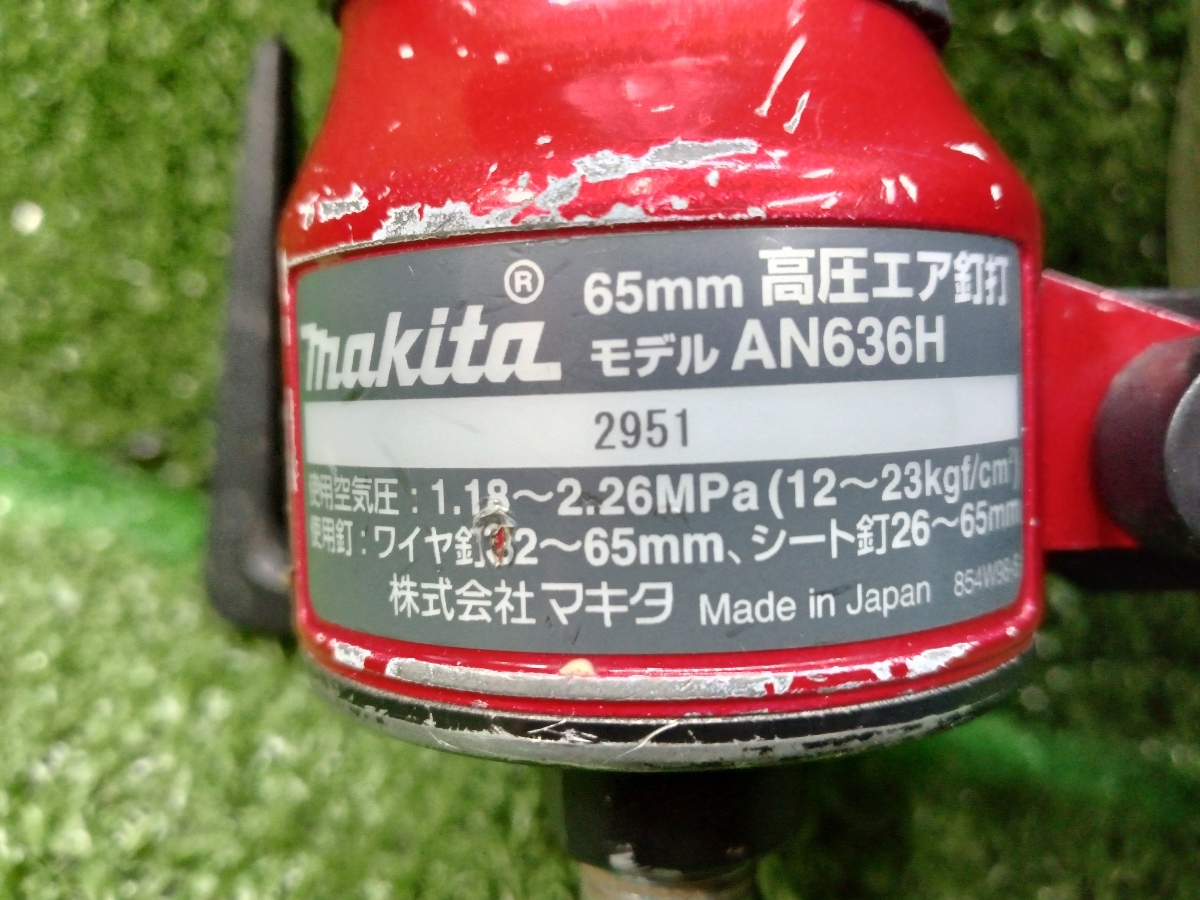 makita®
65mm 高圧エア釘打
モデル AN636H
2951
使用空気圧：1.18～2.26MPa(12～23kgf/cm²)
使用釘：ワイヤ釘32～65mm、シート釘26～65mm
株式会社マキタ Made in Japan